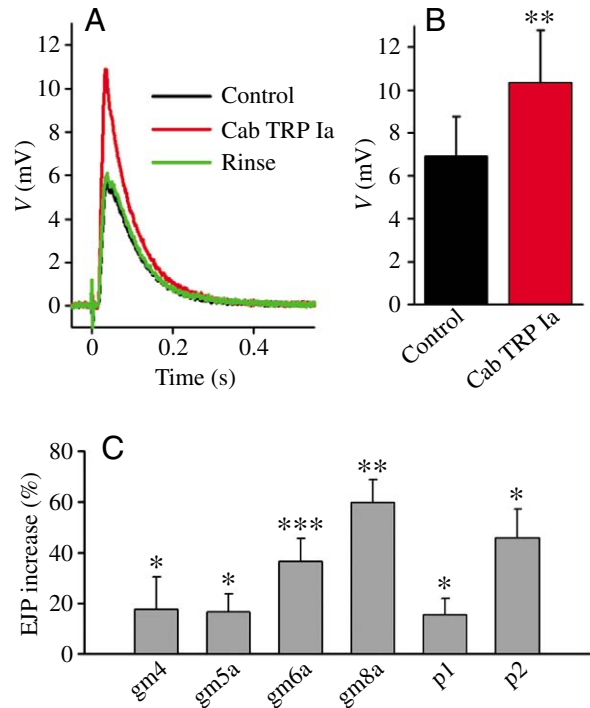 A
12
10
8
6
4
2
0
V (mV)
Control
Cab TRP Ia
Rinse
0
0.2
0.4
Time (s)
B
**
12
10
8
6
4
2
0
V (mV)
Control
Cab TRP Ia
C
80
60
40
20
0
EJP increase (%)
*
*
***
**
*
*
gm4
gm5a
gm6a
gm8a
p1
p2